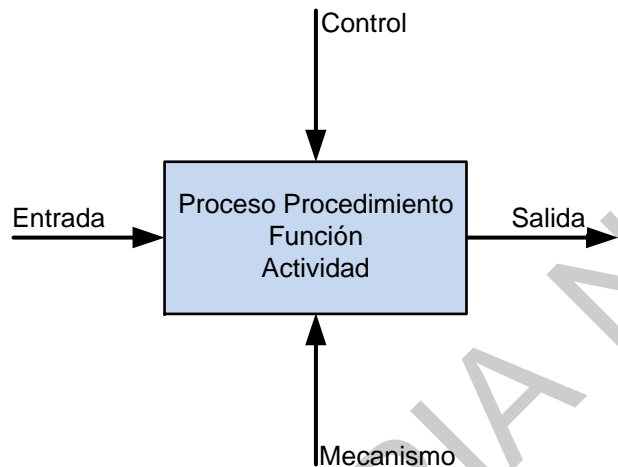 Control
Entrada
Proceso Procedimiento
Función
Actividad
Salida
Mecanismo